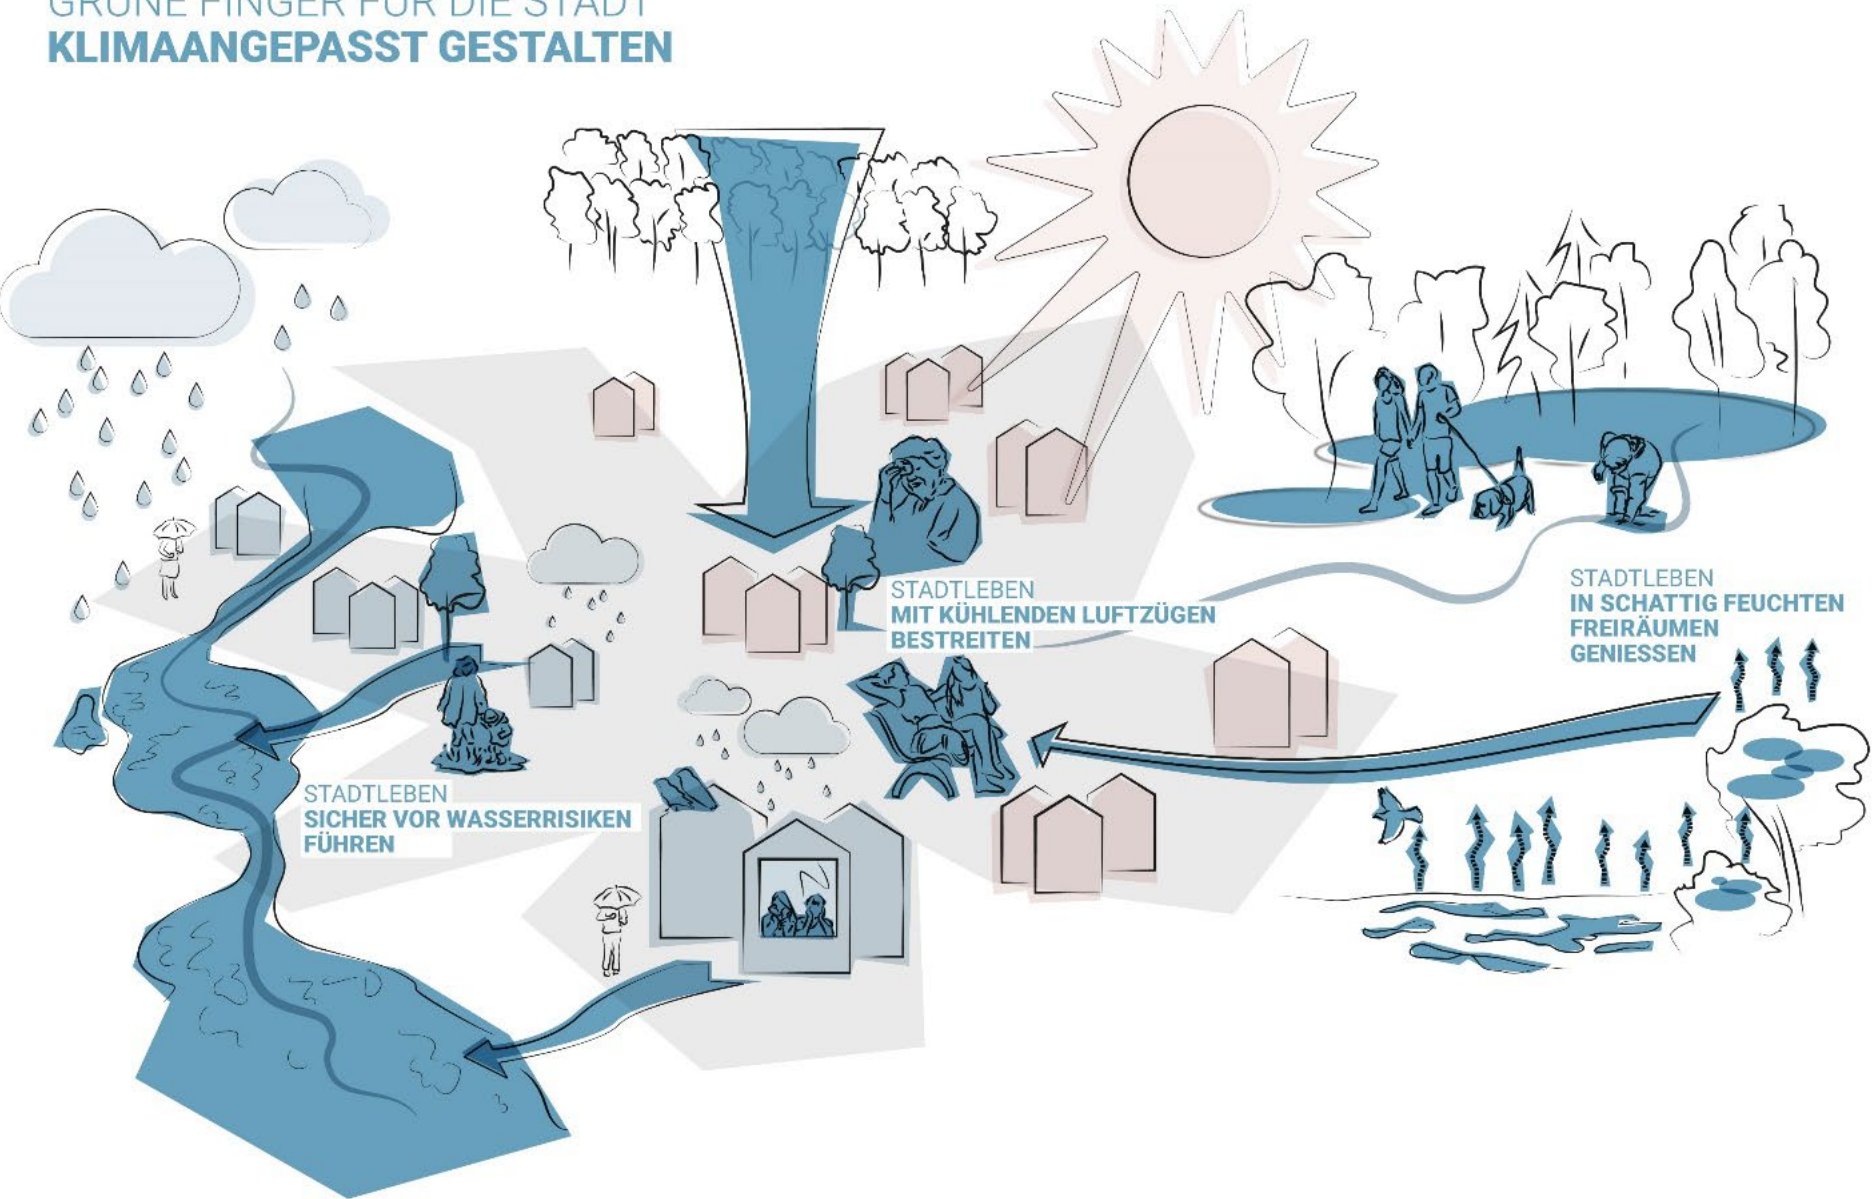 GRÜNE FINGER FÜR DIE STADT
KLIMAANGEPASST GESTALTEN
STADTLEBEN
MIT KÜHLENDEN LUFTZÜGEN
BESTREITEN
STADTLEBEN
IN SCHATTIG FEUCHTEN
FREIRÄUMEN
GENIESSEN
STADTLEBEN
SICHER VOR WASSERRISIKEN
FÜHREN